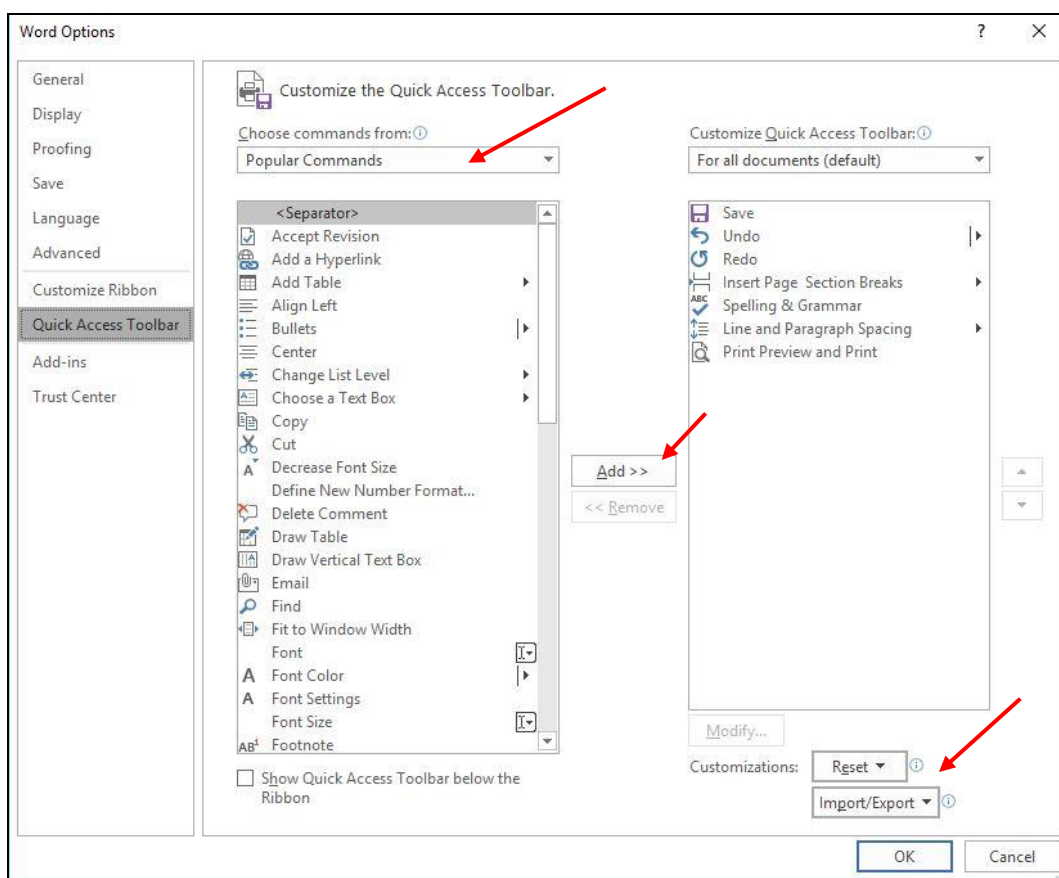 Word Options
?
General
Display
Proofing
Save
Language
Advanced
Customize Ribbon
Quick Access Toolbar
Add-ins
Trust Center
Customize the Quick Access Toolbar.
Choose commands from:
Popular Commands
<Separator>
Accept Revision
Add a Hyperlink
Add Table
Align Left
Bullets
Center
Change List Level
Choose a Text Box
Copy
Cut
Decrease Font Size
Define New Number Format...
Delete Comment
Draw Table
Draw Vertical Text Box
Email
Find
Fit to Window Width
Font
Font Color
Font Settings
Font Size
Footnote
Show Quick Access Toolbar below the
Ribbon
Add >>
<< Remove
Customize Quick Access Toolbar:
For all documents (default)
Save
Undo
Redo
Insert Page Section Breaks
Spelling & Grammar
Line and Paragraph Spacing
Print Preview and Print
Modify...
Customizations:
Reset
Import/Export
OK
Cancel